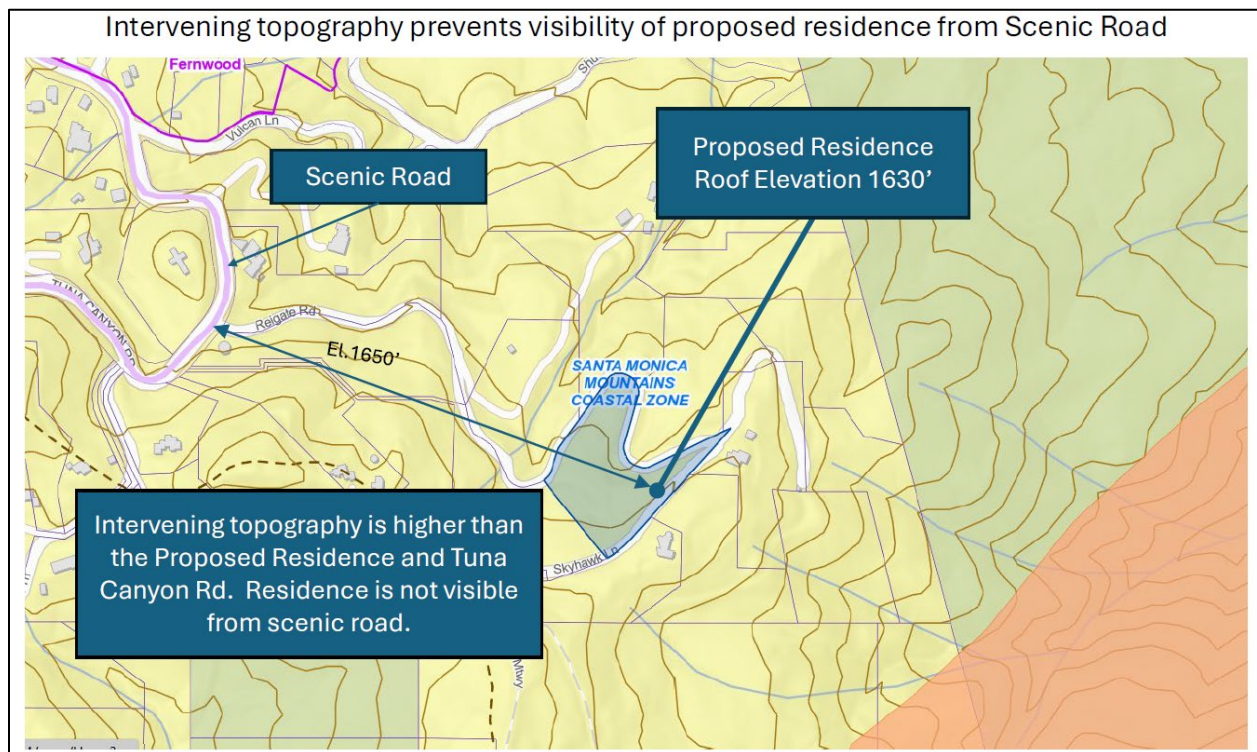 Intervening topography prevents visibility of proposed residence from Scenic Road
Fernwood
Vulcan Ln
Scenic Road
Proposed Residence
Roof Elevation 1630’
TUNA CANYON RD
Reigate Rd
El.1650’
SANTA MONICA
MOUNTAINS
COASTAL ZONE
Intervening topography is higher than
the Proposed Residence and Tuna
Canyon Rd. Residence is not visible
from scenic road.
Skyhawk Ln
Mtwy